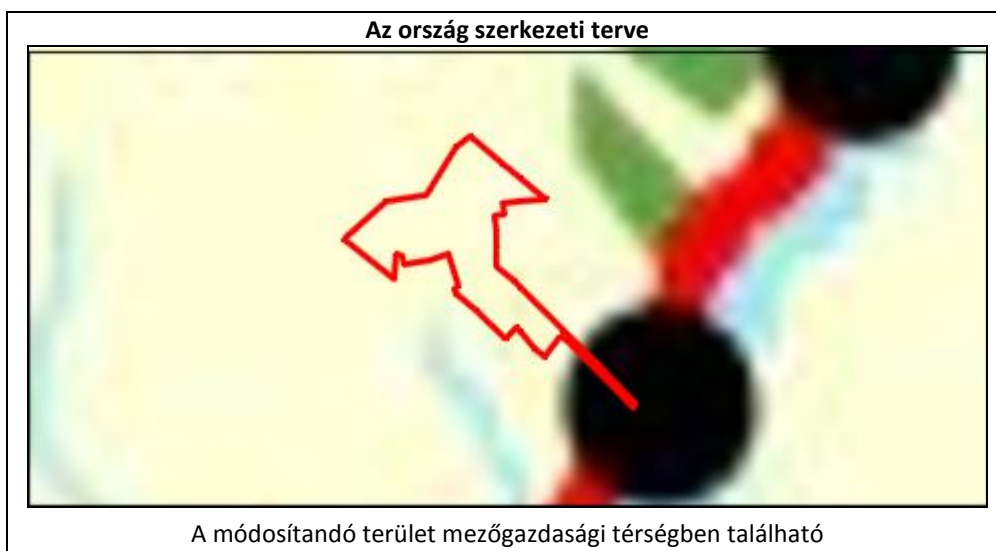 Az ország szerkezeti terve
A módosítandó terület mezőgazdasági térségben található